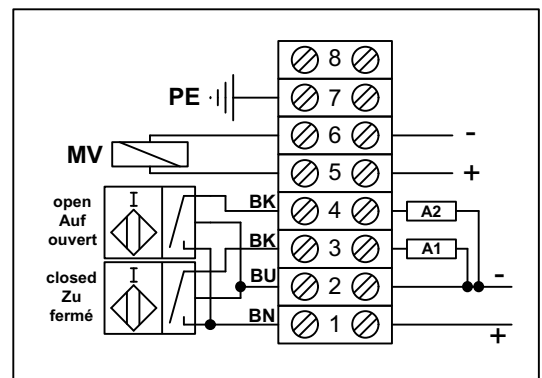 8
PE 7
6 -
MV
5 +
open
Auf
ouvert
I
BK 4 A2
BK 3 A1
closed
Zu
fermé
I
BU 2 -
BN 1 +